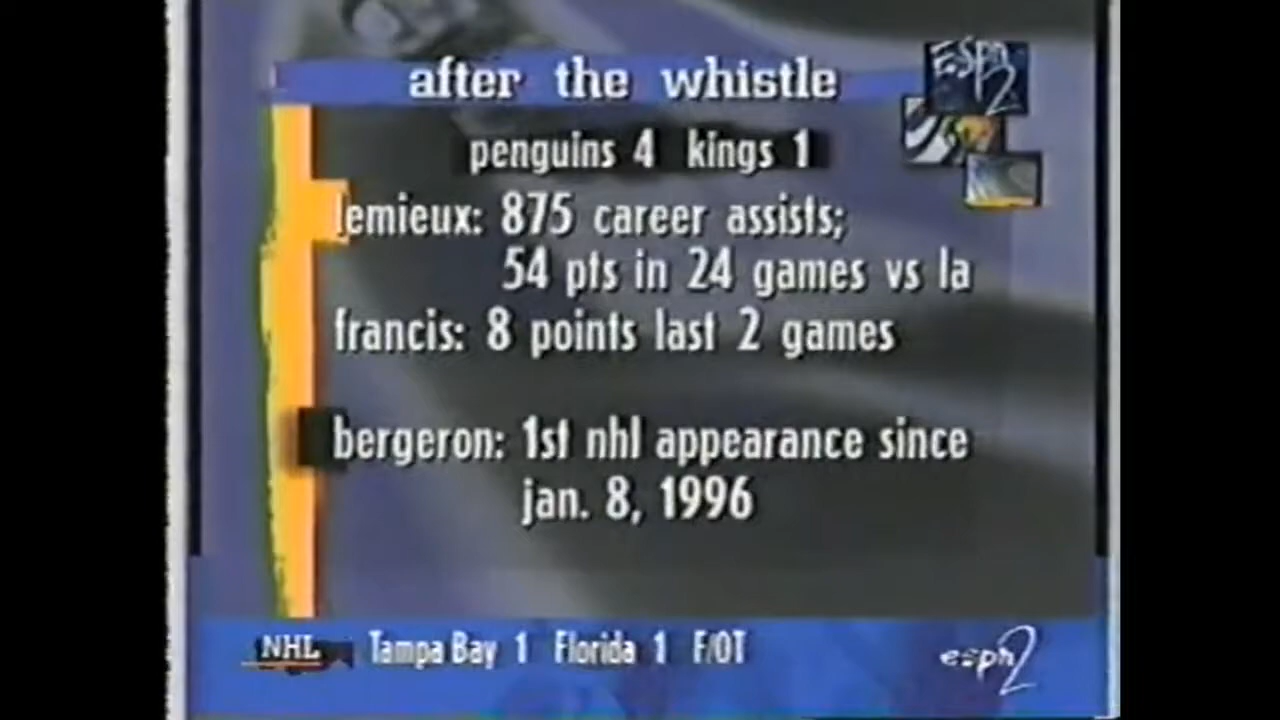 after the whistle
ESPN
2
penguins 4 kings 1
lemieux: 875 career assists;
54 pts in 24 games vs la
francis: 8 points last 2 games
bergeron: 1st nhl appearance since
jan. 8, 1996
NHL Tampa Bay 1 Florida 1 F/OT
espn2